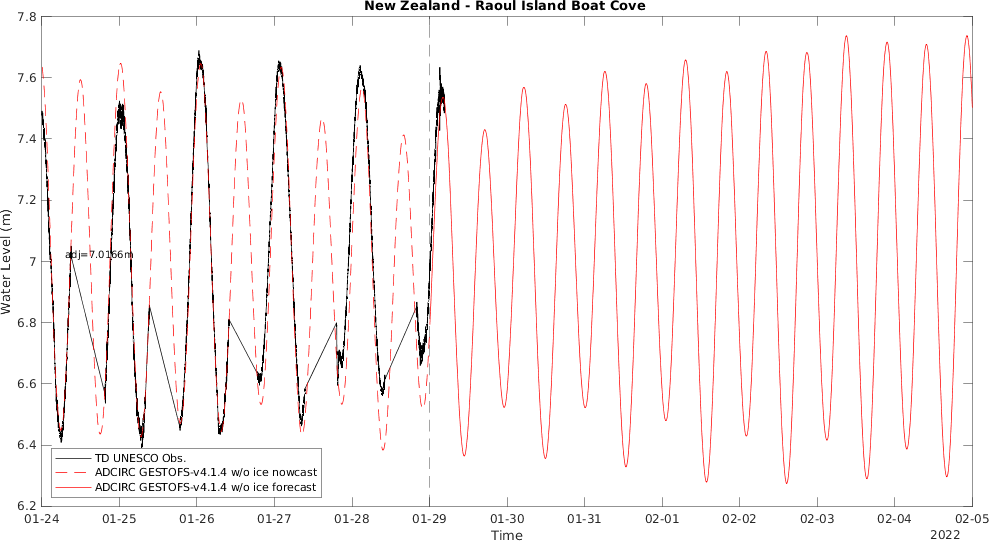 New Zealand - Raoul Island Boat Cove
7.8
7.6
7.4
7.2
7
6.8
6.6
6.4
6.2
Water Level (m)
adj=7.0166m
TD UNESCO Obs.
ADCIRC GESTOFS-v4.1.4 w/o ice nowcast
ADCIRC GESTOFS-v4.1.4 w/o ice forecast
01-24 01-25 01-26 01-27 01-28 01-29 01-30 01-31 02-01 02-02 02-03 02-04 02-05
Time
2022